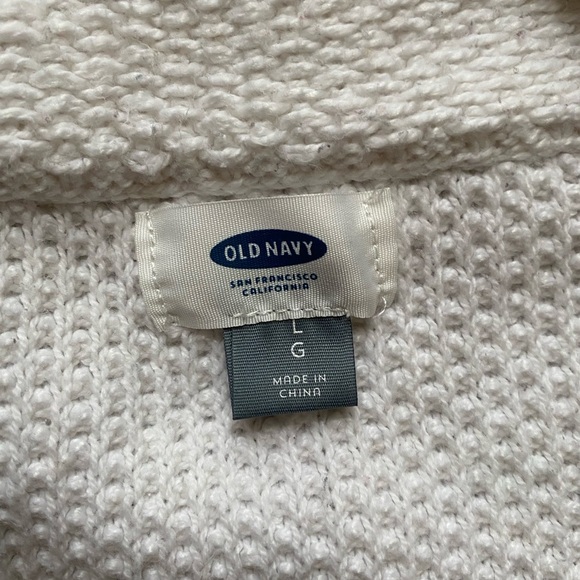 OLD NAVY
SAN FRANCISCO
CALIFORNIA
L
G
MADE IN
CHINA